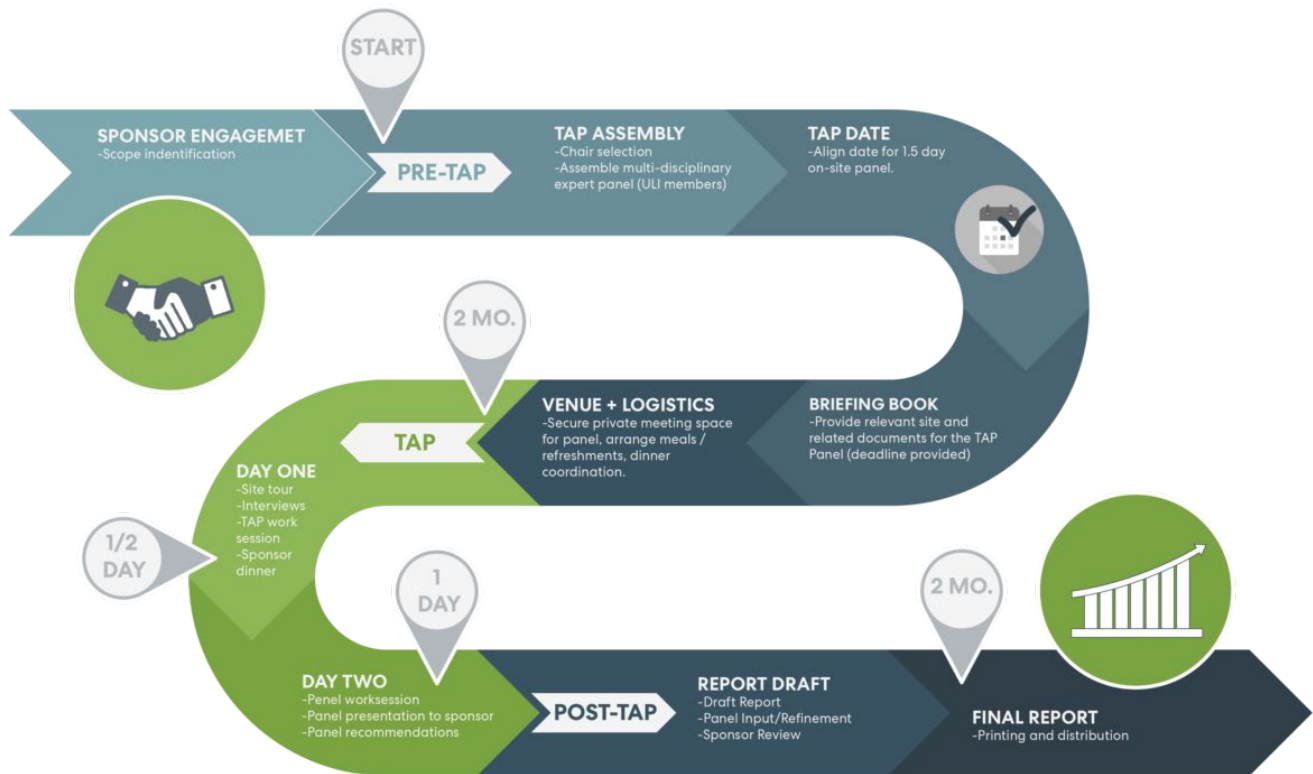 START
SPONSOR ENGAGEMET
-Scope indentification
PRE-TAP
TAP ASSEMBLY
-Chair selection
-Assemble multi-disciplinary
expert panel (ULI members)
TAP DATE
-Align date for 1.5 day
on-site panel.
BRIEFING BOOK
-Provide relevant site and
related documents for the TAP
Panel (deadline provided)
VENUE + LOGISTICS
-Secure private meeting space
for panel, arrange meals /
refreshments, dinner
coordination.
2 MO.
TAP
DAY ONE
-Site tour
-Interviews
-TAP work
session
-Sponsor
dinner
1/2
DAY
DAY TWO
-Penel worksession
-Panel presentation to sponsor
-Panel recommendations
1
DAY
POST-TAP
REPORT DRAFT
-Draft Report
-Panel Input/Refinement
-Sponsor Review
2 MO.
FINAL REPORT
-Printing and distribution